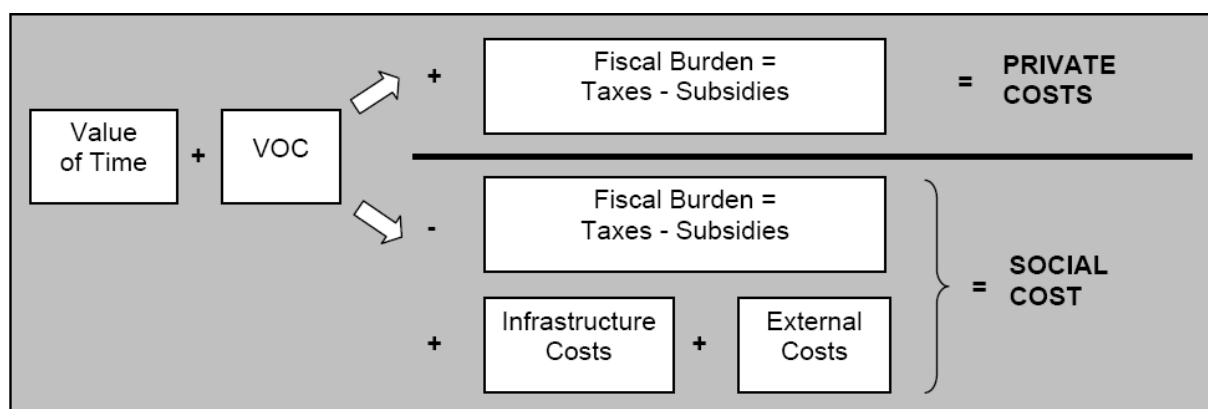 Value
of Time
+
VOC
+
Fiscal Burden =
Taxes - Subsidies
=
PRIVATE
COSTS
-
Fiscal Burden =
Taxes - Subsidies
+
Infrastructure
Costs
+
External
Costs
=
SOCIAL
COST